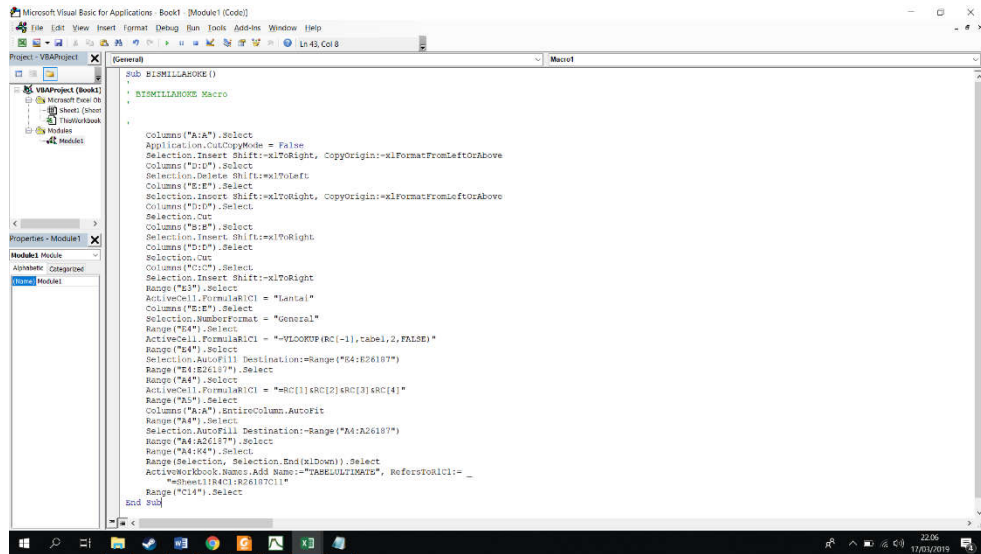 Microsoft Visual Basic for Applications - Book1 - [Module1 (Code)]
File Edit View Insert Format Debug Run Tools Add-Ins Window Help
Ln 43, Col 8
Project - VBAProject
(General)
Macro1
VBAProject (Book1)
Microsoft Excel Ob
Sheet1 (Sheet
ThisWorkbook
Modules
Module1
Properties - Module1
Module1 Module
Alphabetic Categorized
(Name) Module1
Sub BISMILLAHOKE()
'
' BISMILLAHOKE Macro
'
'
Columns("A:A").Select
Application.CutCopyMode = False
Selection.Insert Shift:=xlToRight, CopyOrigin:=xlFormatFromLeftOrAbove
Columns("D:D").Select
Selection.Delete Shift:=xlToLeft
Columns("E:E").Select
Selection.Insert Shift:=xlToRight, CopyOrigin:=xlFormatFromLeftOrAbove
Columns("D:D").Select
Selection.Cut
Columns("B:B").Select
Selection.Insert Shift:=xlToRight
Columns("D:D").Select
Selection.Cut
Columns("C:C").Select
Selection.Insert Shift:=xlToRight
Range("E3").Select
ActiveCell.FormulaR1C1 = "Lantai"
Columns("E:E").Select
Selection.NumberFormat = "General"
Range("E4").Select
ActiveCell.FormulaR1C1 = "=VLOOKUP(RC[-1],tabel,2,FALSE)"
Range("E4").Select
Selection.AutoFill Destination:=Range("E4:E26187")
Range("E4:E26187").Select
Range("A4").Select
ActiveCell.FormulaR1C1 = "=RC[1]&RC[2]&RC[3]&RC[4]"
Range("A5").Select
Columns("A:A").EntireColumn.AutoFit
Range("A4").Select
Selection.AutoFill Destination:=Range("A4:A26187")
Range("A4:A26187").Select
Range("A4:K4").Select
Range(Selection, Selection.End(xlDown)).Select
ActiveWorkbook.Names.Add Name:="TABELULTIMATE", RefersToR1C1:= _
"=Sheet1!R4C1:R26187C11"
Range("C14").Select
End Sub
22.06
17/03/2019